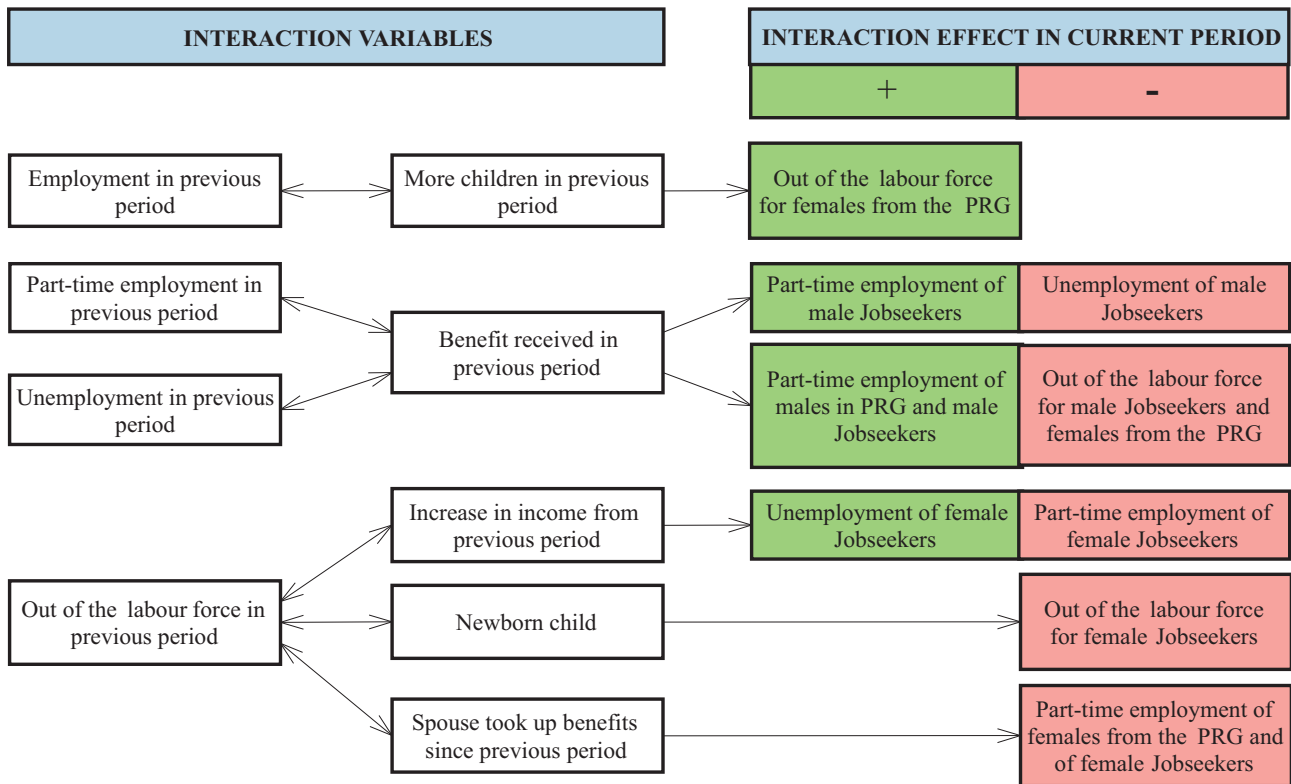 INTERACTION VARIABLES
INTERACTION EFFECT IN CURRENT PERIOD
+
-
Employment in previous
period
More children in previous
period
Out of the labour force
for females from the PRG
Part-time employment in
previous period
Unemployment in previous
period
Benefit received in
previous period
Part-time employment of
male Jobseekers
Unemployment of male
Jobseekers
Part-time employment of
males in PRG and male
Jobseekers
Out of the labour force
for male Jobseekers and
females from the PRG
Out of the labour force in
previous period
Increase in income from
previous period
Unemployment of female
Jobseekers
Part-time employment of
female Jobseekers
Newborn child
Out of the labour force
for female Jobseekers
Spouse took up benefits
since previous period
Part-time employment of
females from the PRG and
of female Jobseekers